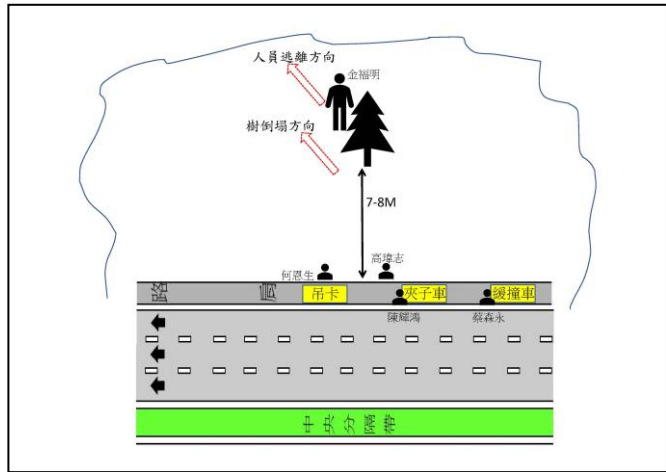 人員逃離方向
金福明
樹倒塌方向
7-8M
高瑋志
何恩生
路肩
吊卡
夾子車
緩撞車
陳耀鴻
蔡森永
中央分隔帶